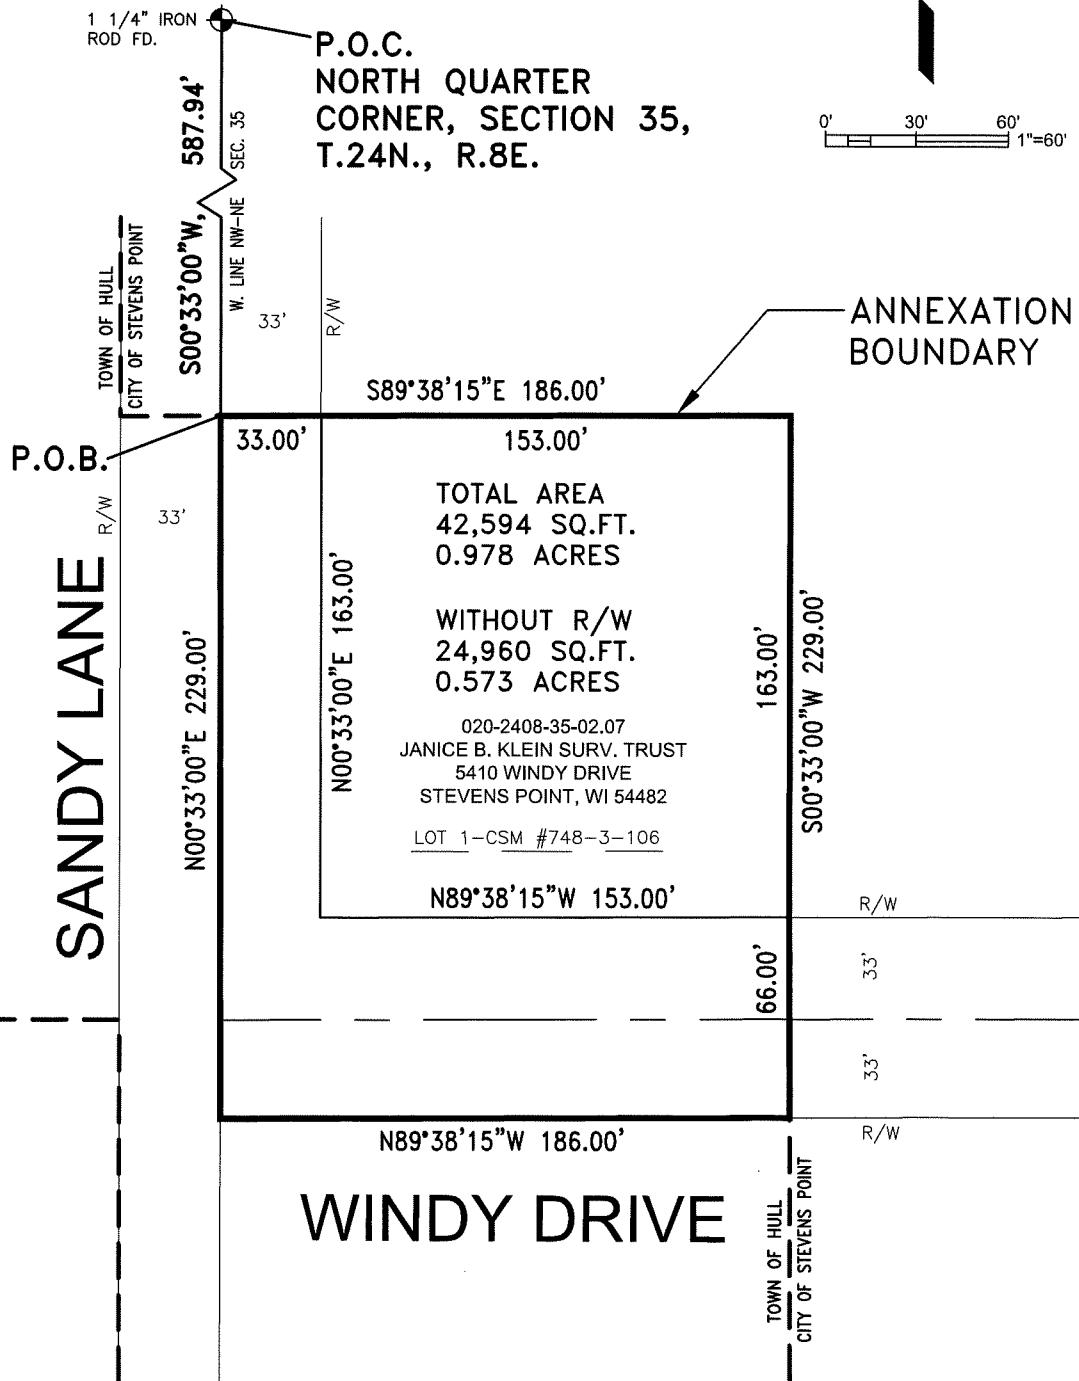 1 1/4" IRON
ROD FD.
P.O.C.
NORTH QUARTER
CORNER, SECTION 35,
T.24N., R.8E.
0' 30' 60'
1"=60'
S00°33'00"W, 587.94'
W. LINE NW-NE SEC. 35
TOWN OF HULL
CITY OF STEVENS POINT
33'
R/W
ANNEXATION
BOUNDARY
S89°38'15"E 186.00'
P.O.B.
33.00'
153.00'
R/W
33'
TOTAL AREA
42,594 SQ.FT.
0.978 ACRES
WITHOUT R/W
24,960 SQ.FT.
0.573 ACRES
020-2408-35-02.07
JANICE B. KLEIN SURV. TRUST
5410 WINDY DRIVE
STEVENS POINT, WI 54482
LOT 1-CSM #748-3-106
SANDY LANE
N00°33'00"E 229.00'
N00°33'00"E 163.00'
163.00'
S00°33'00"W 229.00'
N89°38'15"W 153.00'
R/W
66.00'
33'
33'
N89°38'15"W 186.00'
R/W
WINDY DRIVE
TOWN OF HULL
CITY OF STEVENS POINT